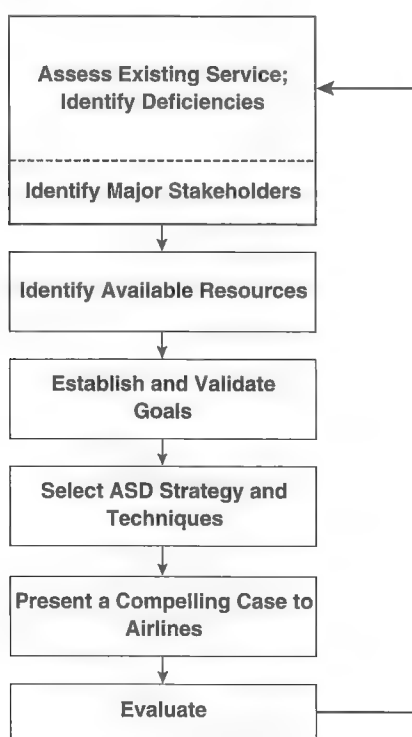 Assess Existing Service;
Identify Deficiencies
Identify Major Stakeholders
Identify Available Resources
Establish and Validate
Goals
Select ASD Strategy and
Techniques
Present a Compelling Case to
Airlines
Evaluate